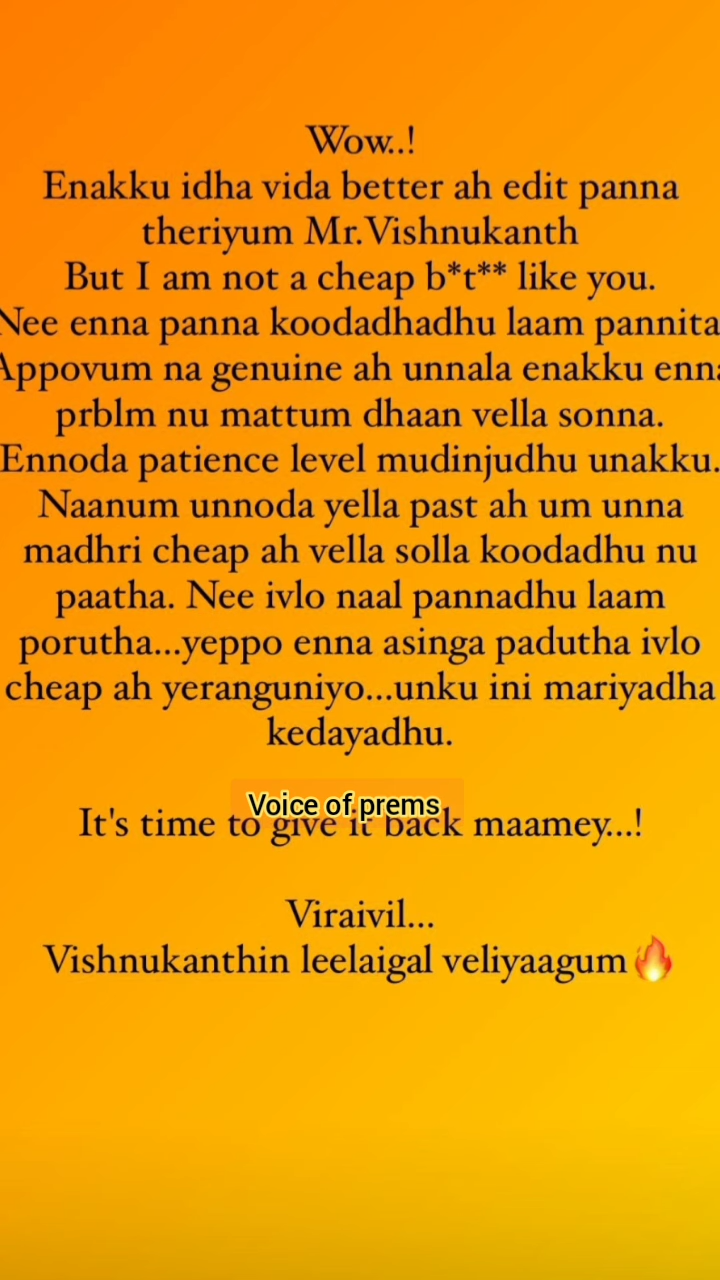 Wow..!
Enakku idha vida better ah edit panna
theriyum Mr.Vishnukanth
But I am not a cheap b*t** like you.
Nee enna panna koodadhadhu laam pannita
Appovum na genuine ah unnala enakku enna
prblm nu mattum dhaan vella sonna.
Ennoda patience level mudinjudhu unakku.
Naanum unnoda yella past ah um unna
madhri cheap ah vella solla koodadhu nu
paatha. Nee ivlo naal pannadhu laam
porutha...yeppo enna asinga padutha ivlo
cheap ah yeranguniyo...unku ini mariyadha
kedayadhu.
Voice of prems
It's time to give it back maamey...!
Viraivil...
Vishnukanthin leelaigal veliyaagum🔥